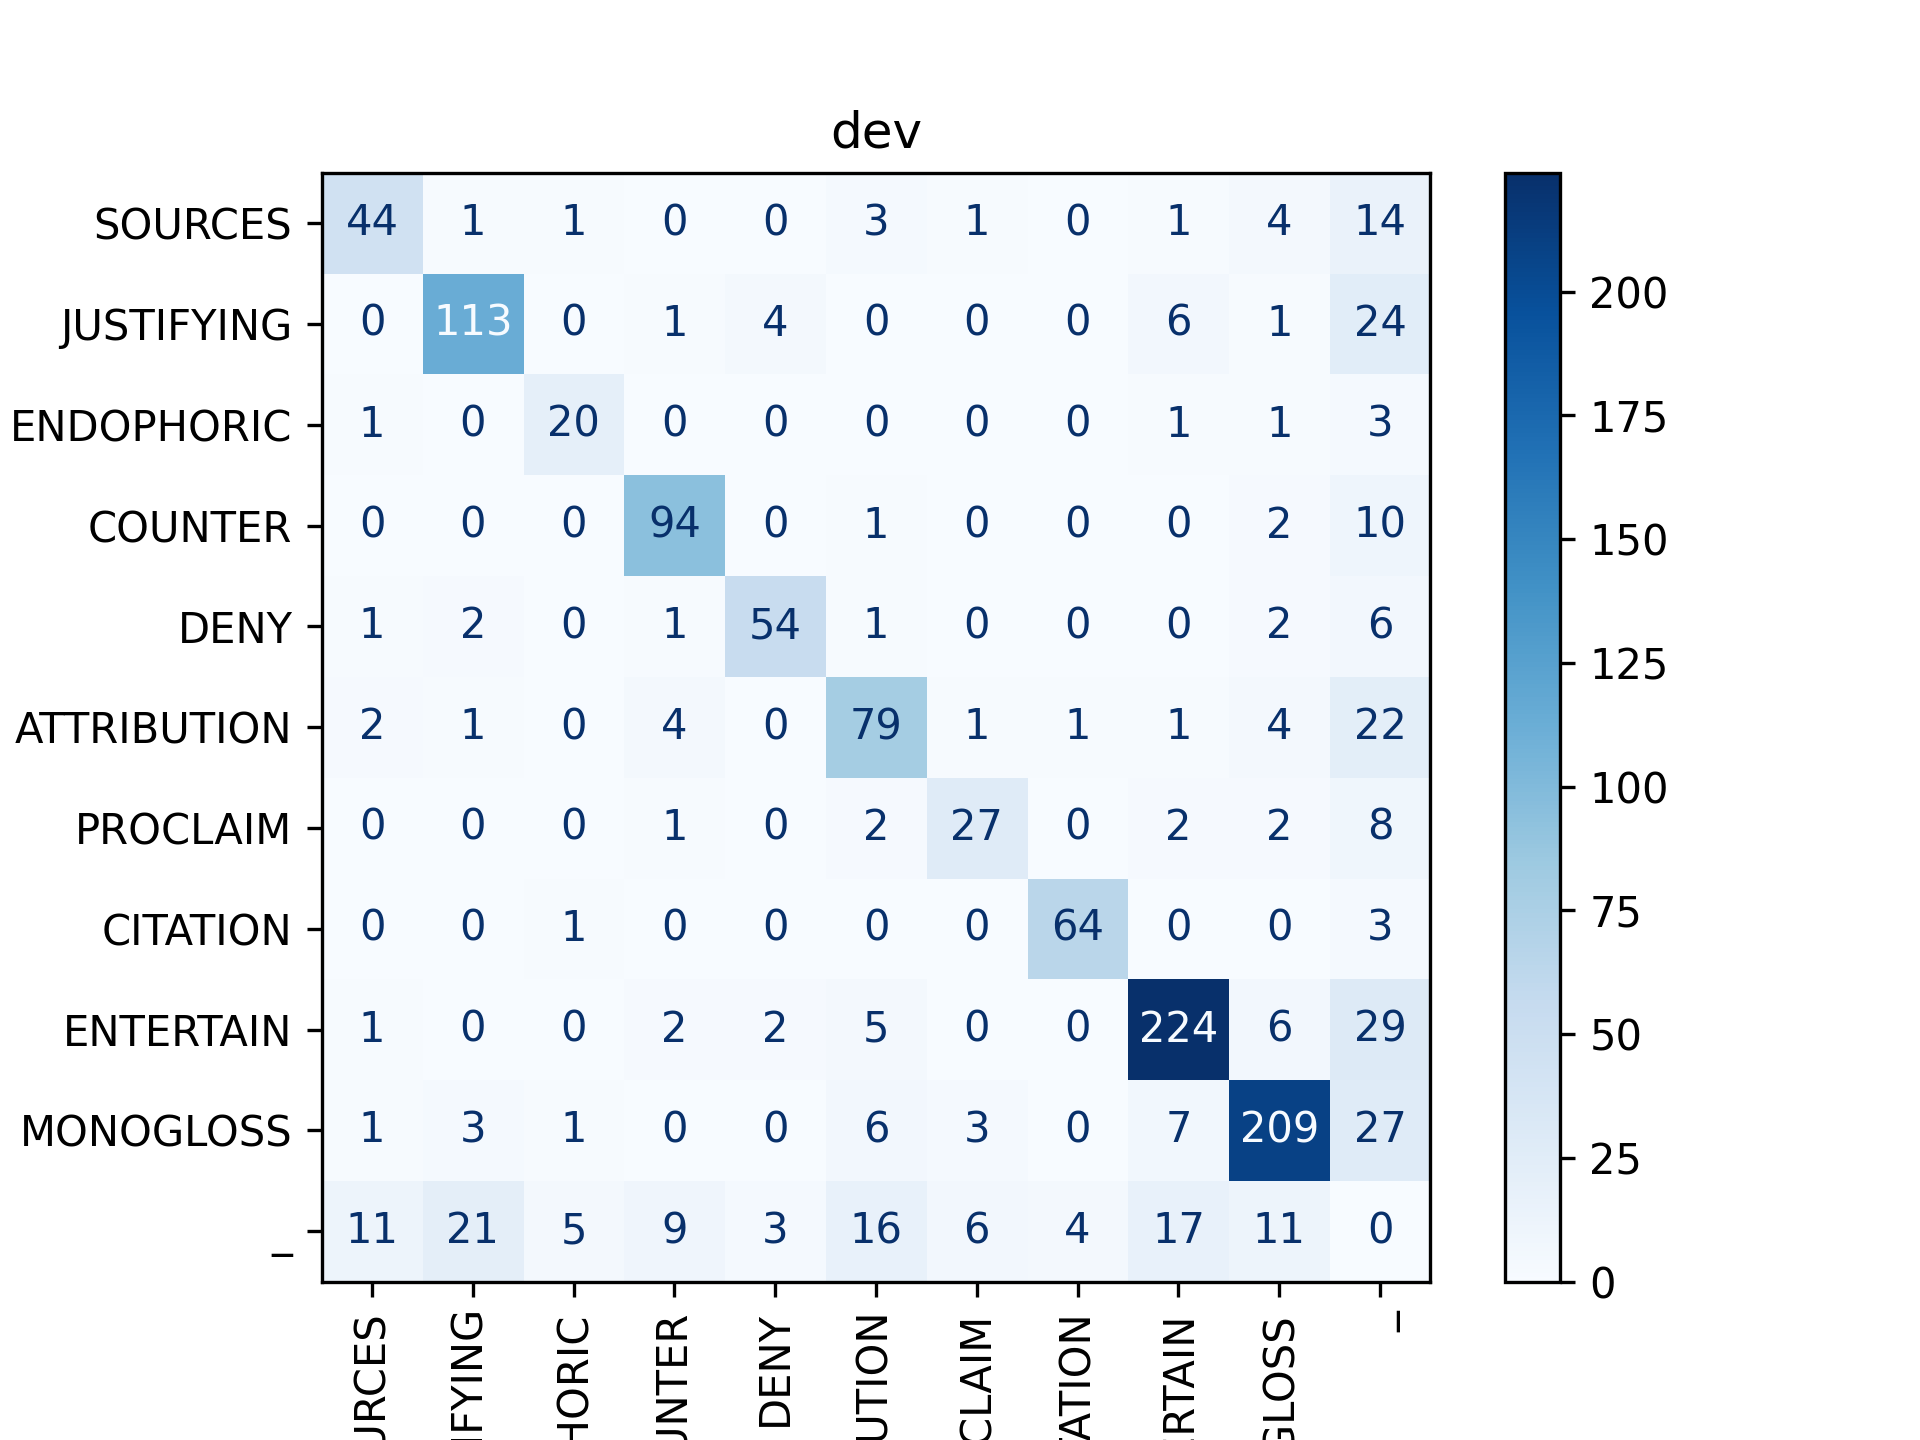 dev
SOURCES 44 1 1 0 0 3 1 0 1 4 14
JUSTIFYING 0 113 0 1 4 0 0 0 6 1 24
ENDOPHORIC 1 0 20 0 0 0 0 0 1 1 3
COUNTER 0 0 0 94 0 1 0 0 0 2 10
DENY 1 2 0 1 54 1 0 0 0 2 6
ATTRIBUTION 2 1 0 4 0 79 1 1 1 4 22
PROCLAIM 0 0 0 1 0 2 27 0 2 2 8
CITATION 0 0 1 0 0 0 0 64 0 0 3
ENTERTAIN 1 0 0 2 2 5 0 0 224 6 29
MONOGLOSS 1 3 1 0 0 6 3 0 7 209 27
_ 11 21 5 9 3 16 6 4 17 11 0
URCES
IFYING
HORIC
UNTER
DENY
UTION
CLAIM
TATION
RTAIN
GLOSS
_
200
175
150
125
100
75
50
25
0